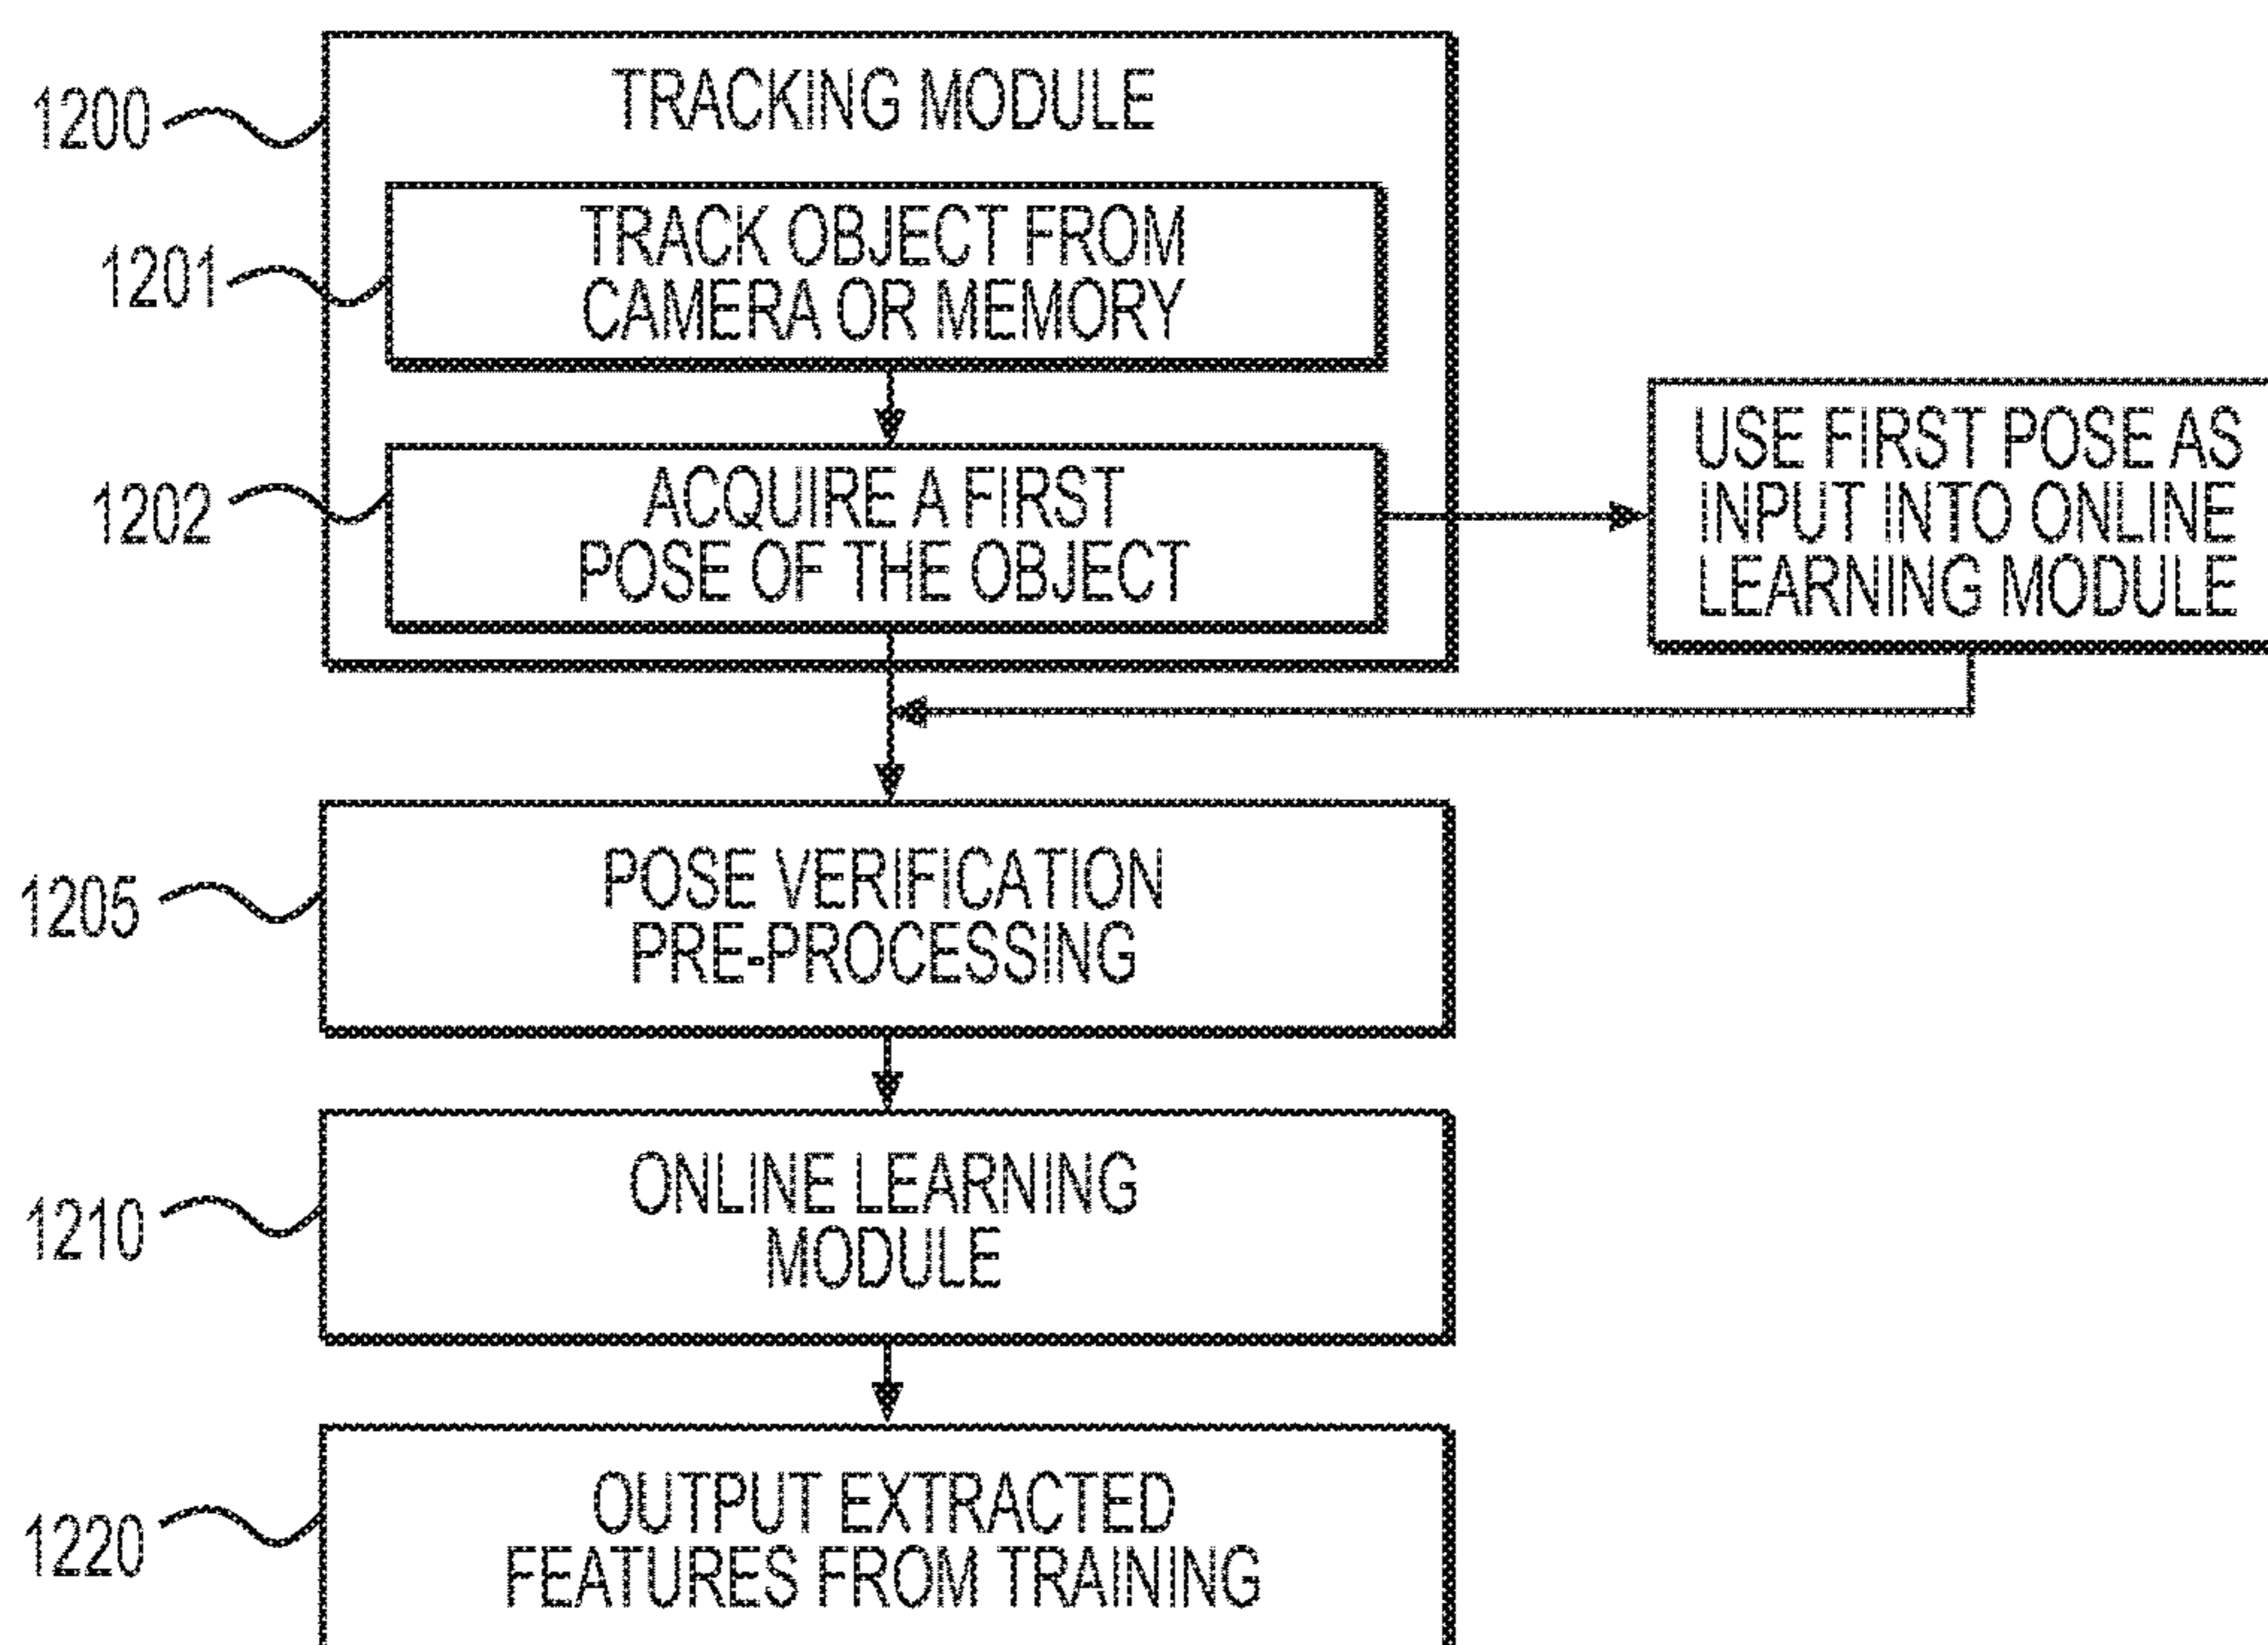 1200
TRACKING MODULE
1201
TRACK OBJECT FROM
CAMERA OR MEMORY
1202
ACQUIRE A FIRST
POSE OF THE OBJECT
USE FIRST POSE AS
INPUT INTO ONLINE
LEARNING MODULE
1205
POSE VERIFICATION
PRE-PROCESSING
1210
ONLINE LEARNING
MODULE
1220
OUTPUT EXTRACTED
FEATURES FROM TRAINING